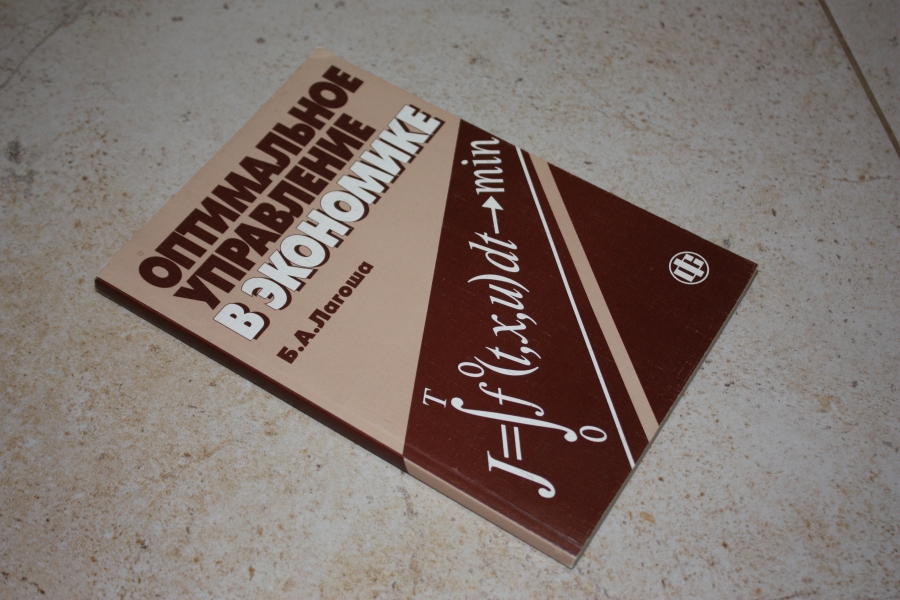 ОПТИМАЛЬНОЕ
УПРАВЛЕНИЕ
В ЭКОНОМИКЕ
Б.А.Лагоша
J=∫₀ᵀf⁰(t,x,u)dt→min